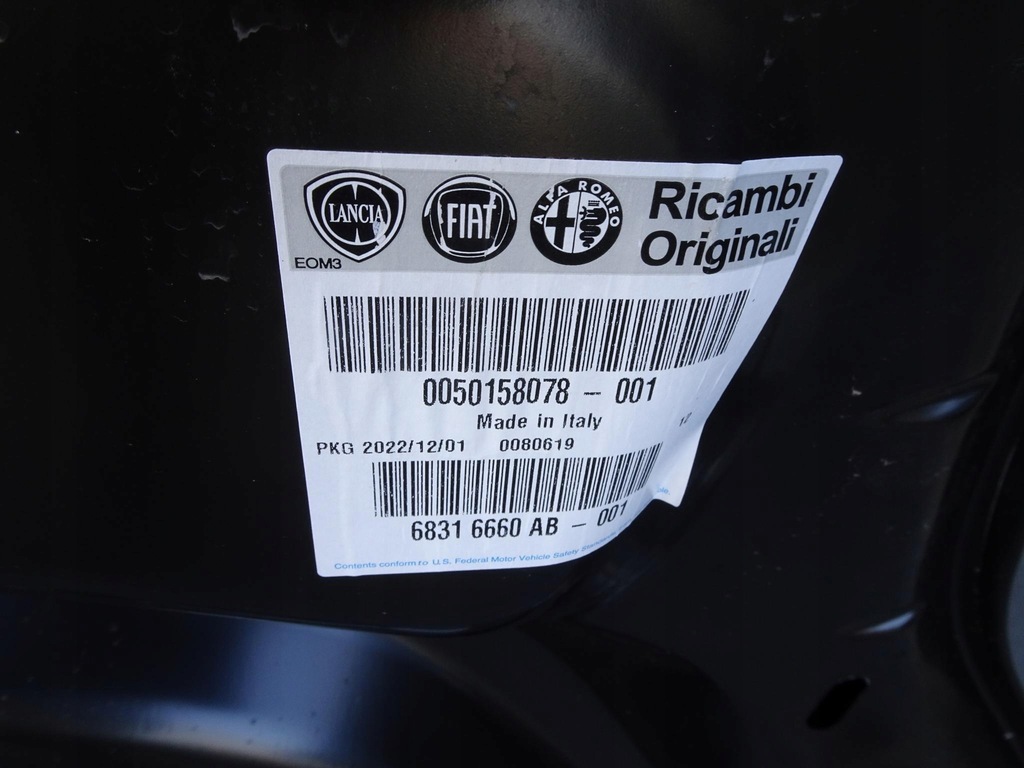 LANCIA
FIAT
ALFA ROMEO
Ricambi
Originali
EOM3
0050158078 - 001
Made in Italy
PKG 2022/12/01 0080619
6831 6660 AB - 001
Contents conform to U.S. Federal Motor Vehicle Safety